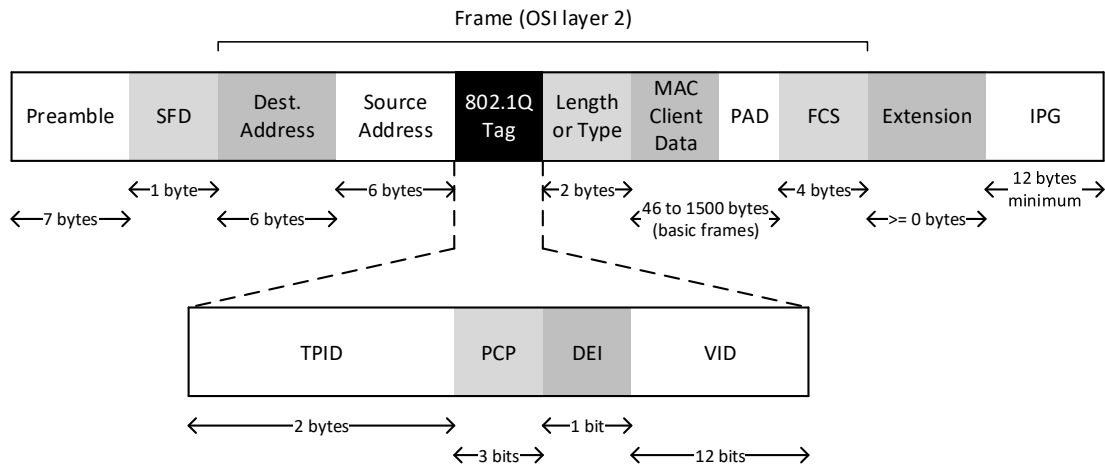 Frame (OSI layer 2)
Preamble
SFD
Dest.
Address
Source
Address
802.1Q
Tag
Length
or Type
MAC
Client
Data
PAD
FCS
Extension
IPG
7 bytes
1 byte
6 bytes
6 bytes
2 bytes
46 to 1500 bytes
(basic frames)
4 bytes
>= 0 bytes
12 bytes
minimum
TPID
PCP
DEI
VID
2 bytes
3 bits
1 bit
12 bits